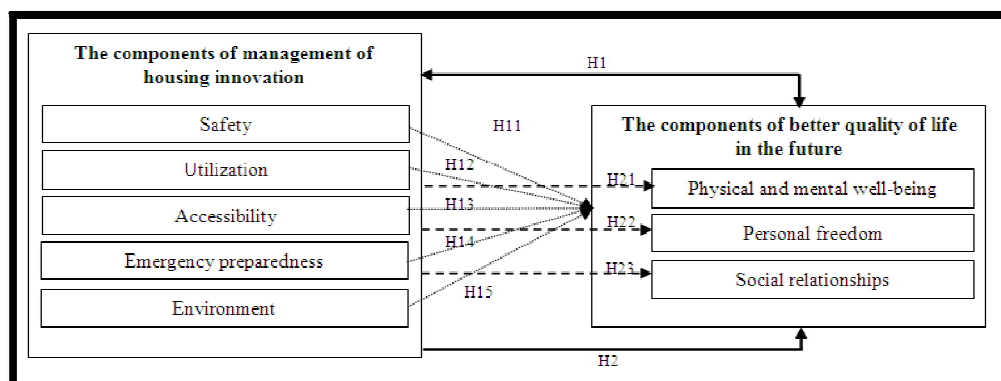 The components of management of
housing innovation
Safety
Utilization
Accessibility
Emergency preparedness
Environment
H1
H11
H12
H13
H14
H15
H21
H22
H23
H2
The components of better quality of life
in the future
Physical and mental well-being
Personal freedom
Social relationships